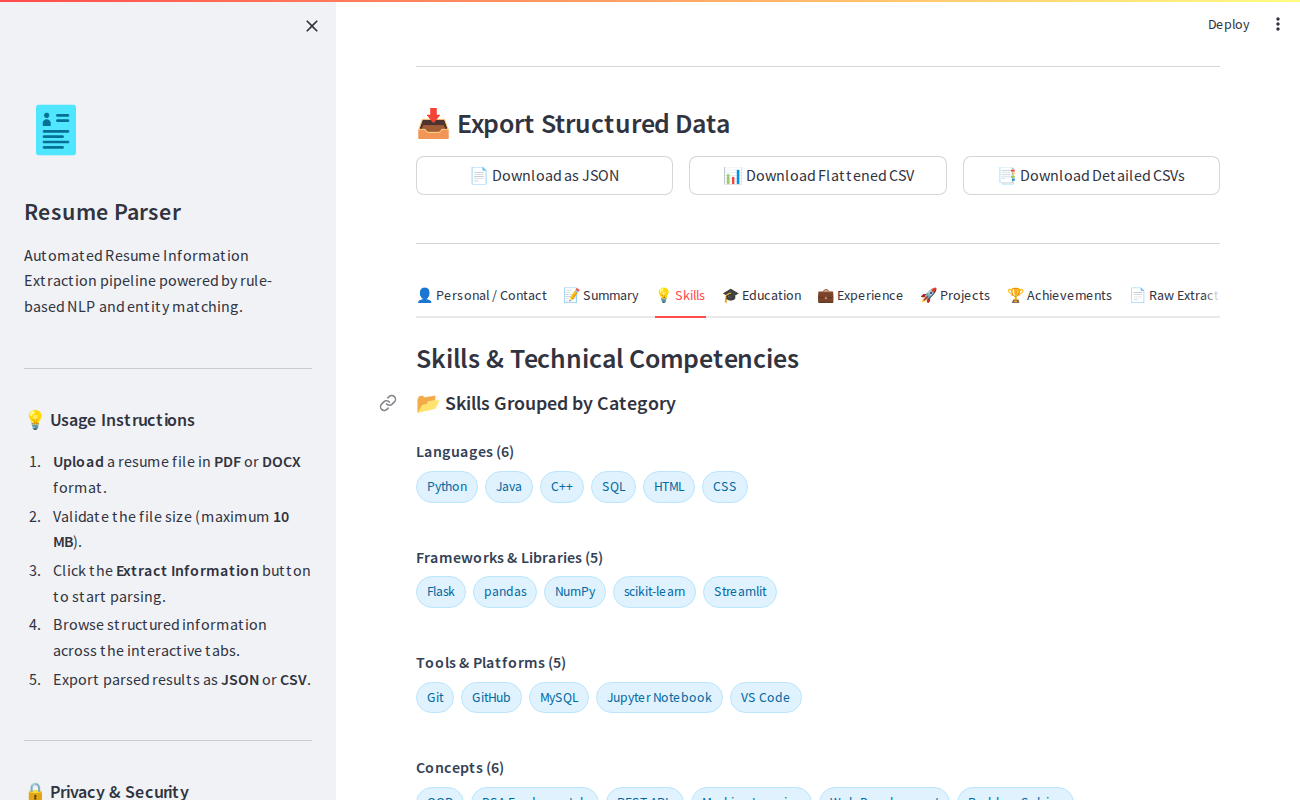 Deploy
Resume Parser
Automated Resume Information
Extraction pipeline powered by rule-
based NLP and entity matching.
💡 Usage Instructions
1. Upload a resume file in PDF or DOCX
format.
2. Validate the file size (maximum 10
MB).
3. Click the Extract Information button
to start parsing.
4. Browse structured information
across the interactive tabs.
5. Export parsed results as JSON or CSV.
🔒 Privacy & Security
📥 Export Structured Data
📄 Download as JSON
📊 Download Flattened CSV
📑 Download Detailed CSVs
👤 Personal / Contact
📝 Summary
💡 Skills
🎓 Education
💼 Experience
🚀 Projects
🏆 Achievements
📄 Raw Extract
Skills & Technical Competencies
📂 Skills Grouped by Category
Languages (6)
Python Java C++ SQL HTML CSS
Frameworks & Libraries (5)
Flask pandas NumPy scikit-learn Streamlit
Tools & Platforms (5)
Git GitHub MySQL Jupyter Notebook VS Code
Concepts (6)